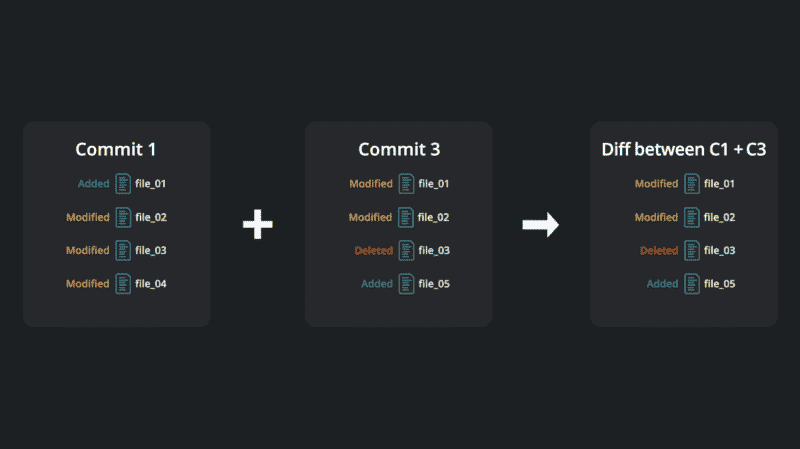 Commit 1
Added file_01
Modified file_02
Modified file_03
Modified file_04
+
Commit 3
Modified file_01
Modified file_02
Deleted file_03
Added file_05
Diff between C1 + C3
Modified file_01
Modified file_02
Deleted file_03
Added file_05